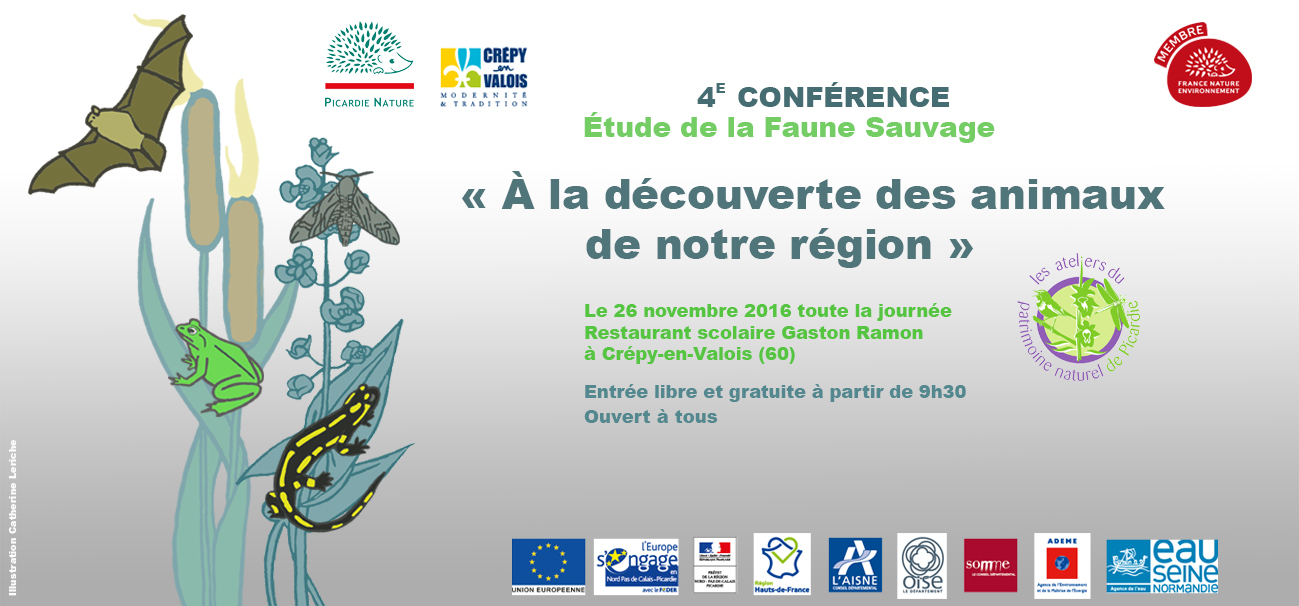 PICARDIE NATURE
CRÉPY
en
VALOIS
MODERNITÉ
& TRADITION
MEMBRE
FRANCE NATURE
ENVIRONNEMENT
4E CONFÉRENCE
Étude de la Faune Sauvage
« À la découverte des animaux
de notre région »
les ateliers du
patrimoine naturel de Picardie
Le 26 novembre 2016 toute la journée
Restaurant scolaire Gaston Ramon
à Crépy-en-Valois (60)
Entrée libre et gratuite à partir de 9h30
Ouvert à tous
Illustration Catherine Leriche
UNION EUROPEENNE
l'Europe
s'engage
en
Nord Pas de Calais-Picardie
avec le FEDER
PRÉFET
DE LA RÉGION
NORD - PAS-DE-CALAIS
PICARDIE
Région
Hauts-de-France
L'AISNE
CONSEIL DÉPARTEMENTAL
OISE
LE DÉPARTEMENT
somme
LE CONSEIL DÉPARTEMENTAL
ADEME
Agence de l'Environnement
et de la Maîtrise de l'Energie
Agence de l'eau
eau
SEINE
NORMANDIE